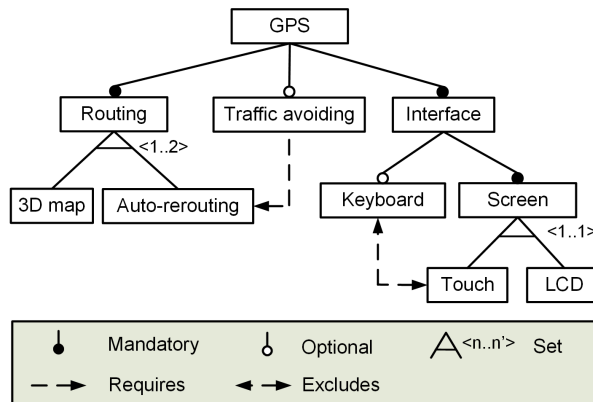 GPS
Routing
Traffic avoiding
Interface
<1..2>
3D map
Auto-rerouting
Keyboard
Screen
<1..1>
Touch
LCD
Mandatory
Optional
<n..n'>
Set
Requires
Excludes